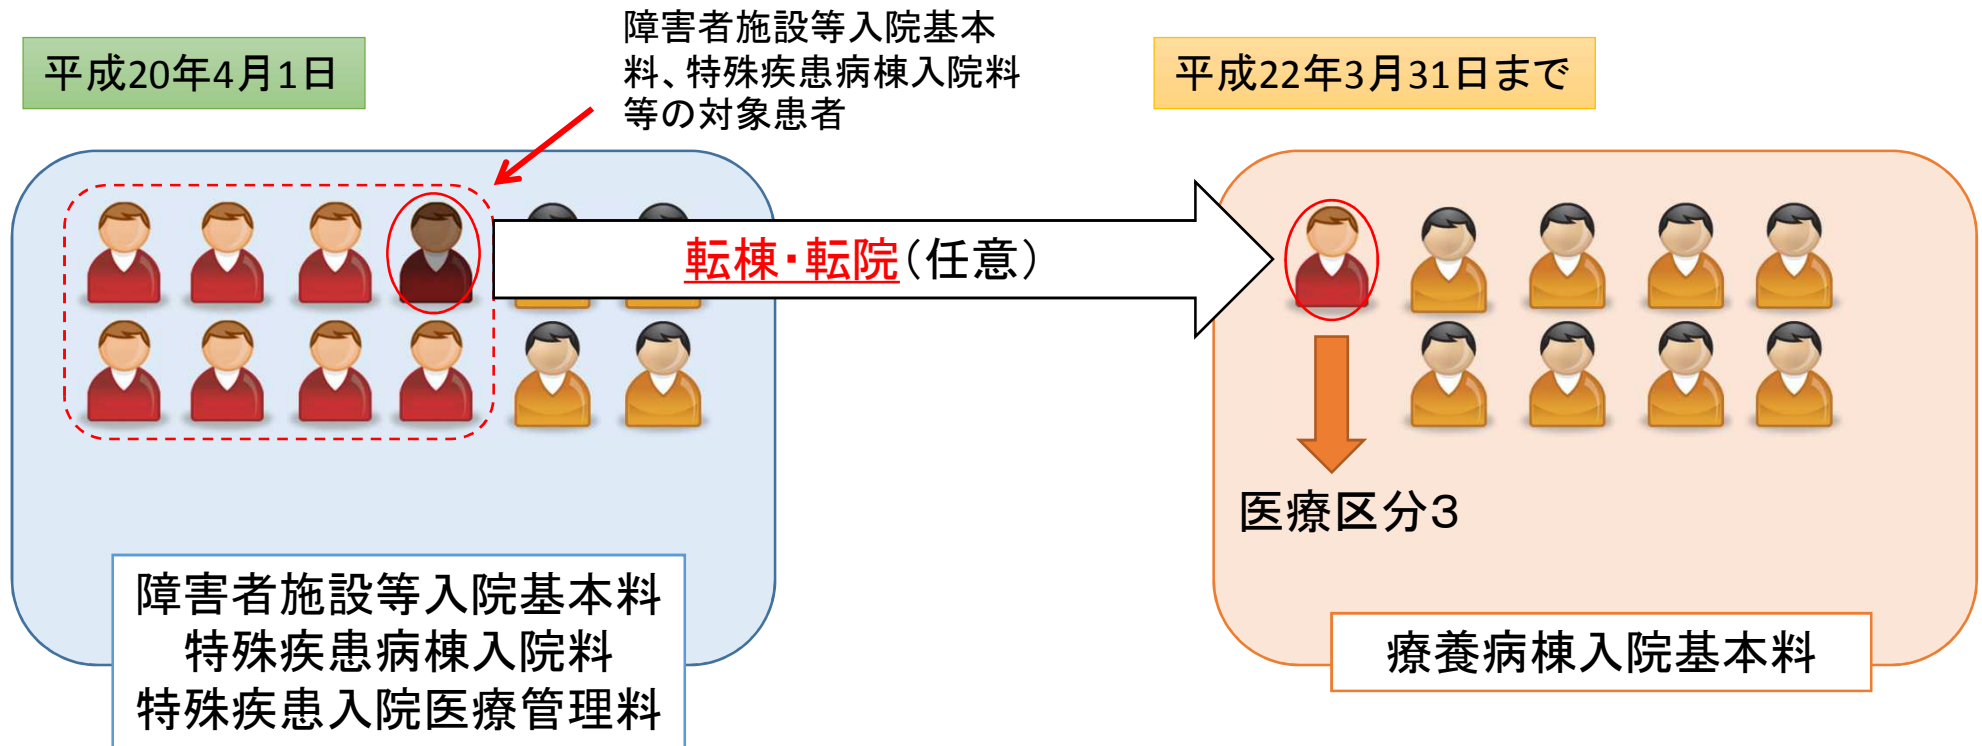 平成20年4月1日
障害者施設等入院基本
料、特殊疾患病棟入院料
等の対象患者
平成22年3月31日まで
転棟・転院(任意)
医療区分3
障害者施設等入院基本料
特殊疾患病棟入院料
特殊疾患入院医療管理料
療養病棟入院基本料